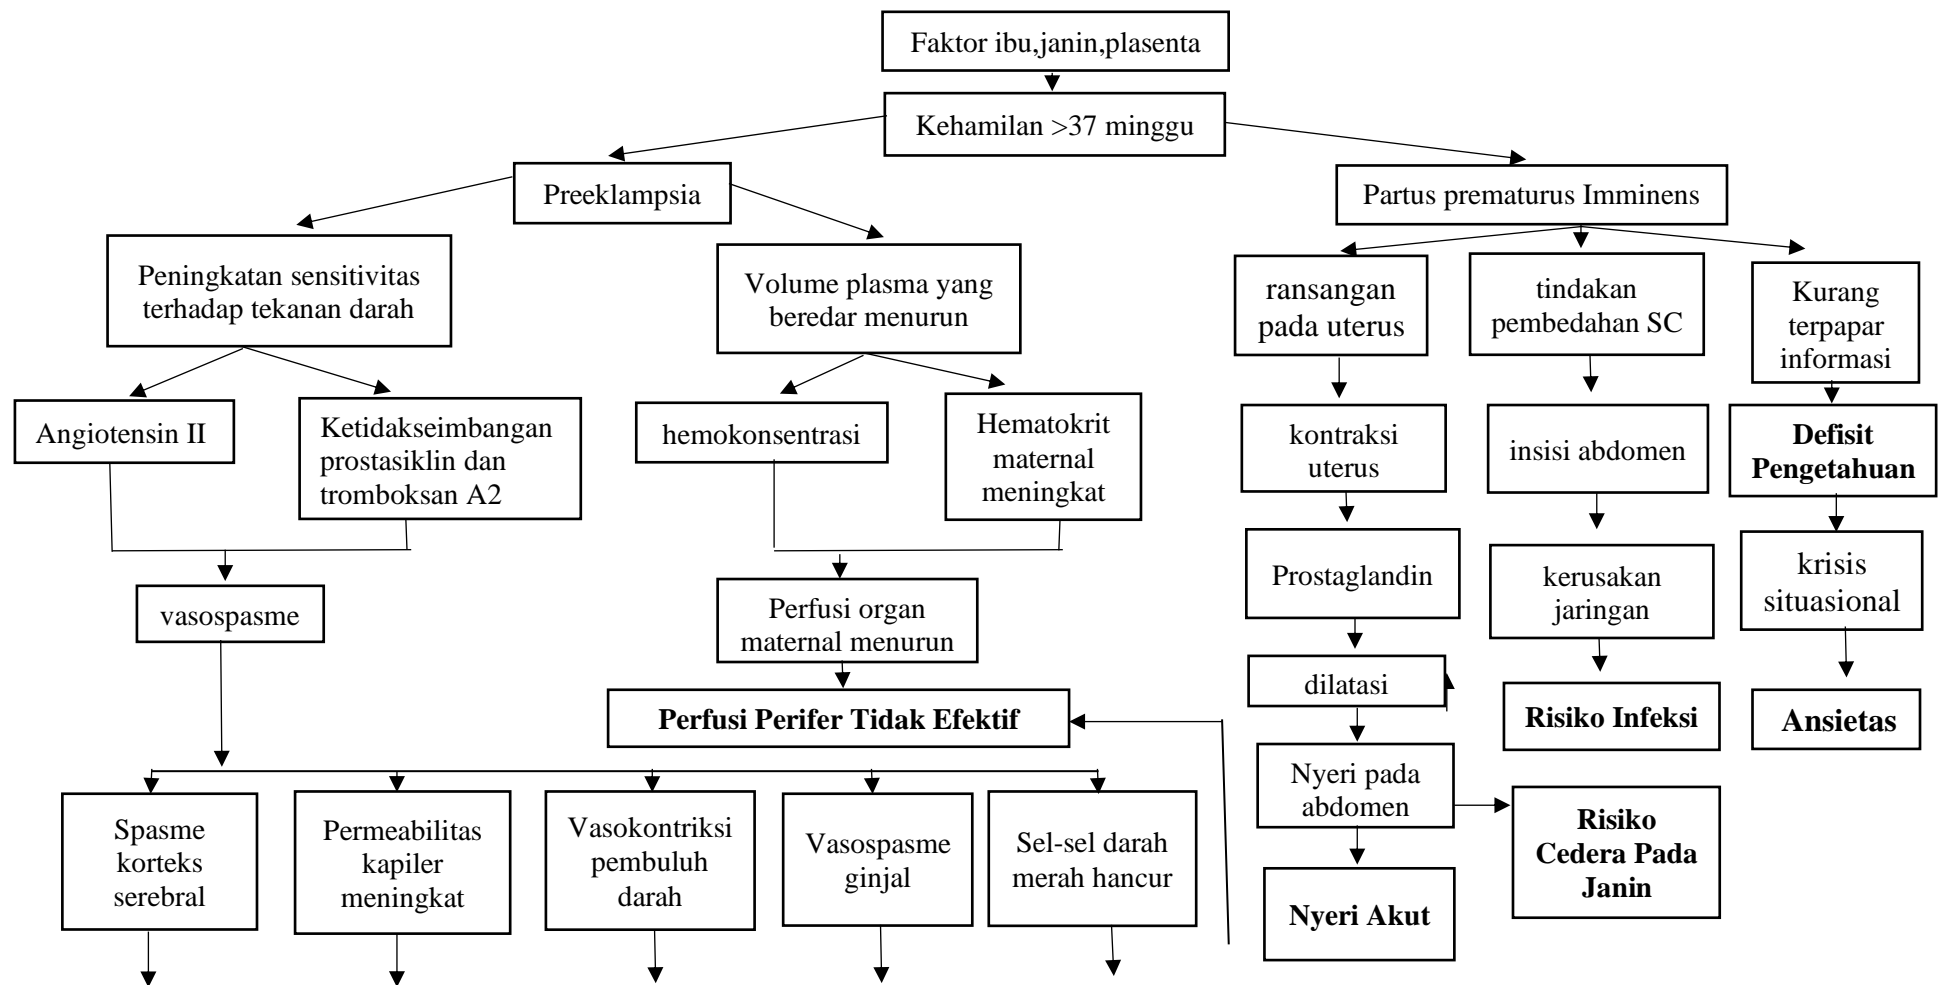 Faktor ibu,janin,plasenta
Kehamilan >37 minggu
Preeklampsia
Partus prematurus Imminens
Peningkatan sensitivitas
terhadap tekanan darah
Volume plasma yang
beredar menurun
ransangan
pada uterus
tindakan
pembedahan SC
Kurang
terpapar
informasi
Angiotensin II
Ketidakseimbangan
prostasiklin dan
tromboksan A2
hemokonsentrasi
Hematokrit
maternal
meningkat
kontraksi
uterus
insisi abdomen
Defisit
Pengetahuan
vasospasme
Perfusi organ
maternal menurun
Prostaglandin
kerusakan
jaringan
krisis
situasional
dilatasi
Perfusi Perifer Tidak Efektif
Risiko Infeksi
Ansietas
Nyeri pada
abdomen
Risiko
Cedera Pada
Janin
Spasme
korteks
serebral
Permeabilitas
kapiler
meningkat
Vasokontriksi
pembuluh
darah
Vasospasme
ginjal
Sel-sel darah
merah hancur
Nyeri Akut